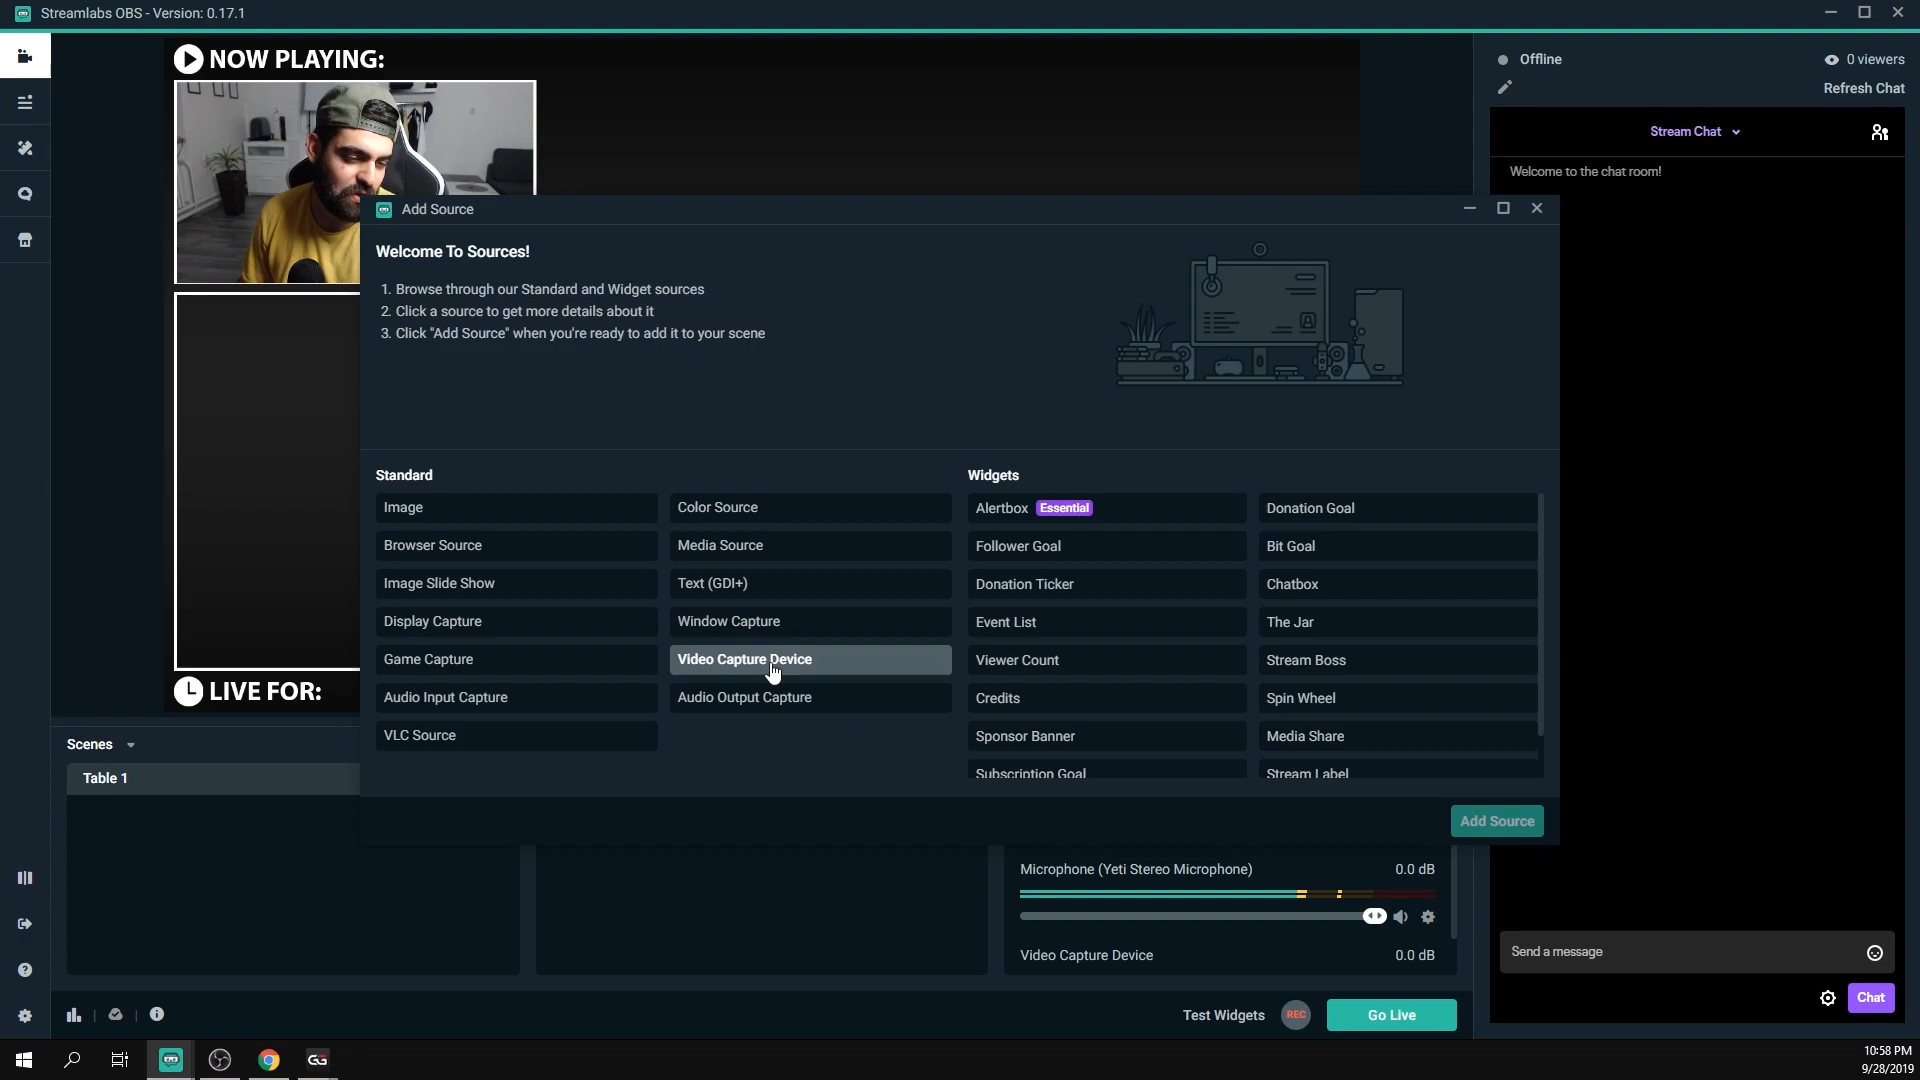 Streamlabs OBS - Version: 0.17.1
NOW PLAYING:
Offline
0 viewers
Refresh Chat
Stream Chat
Welcome to the chat room!
Add Source
Welcome To Sources!
1. Browse through our Standard and Widget sources
2. Click a source to get more details about it
3. Click "Add Source" when you're ready to add it to your scene
Standard
Widgets
Image
Color Source
Alertbox Essential
Donation Goal
Browser Source
Media Source
Follower Goal
Bit Goal
Image Slide Show
Text (GDI+)
Donation Ticker
Chatbox
Display Capture
Window Capture
Event List
The Jar
Game Capture
Video Capture Device
Viewer Count
Stream Boss
Audio Input Capture
Audio Output Capture
Credits
Spin Wheel
VLC Source
Sponsor Banner
Media Share
Subscription Goal
Stream Label
LIVE FOR:
Scenes
Table 1
Add Source
Microphone (Yeti Stereo Microphone)
0.0 dB
Video Capture Device
0.0 dB
Send a message
Chat
Test Widgets
REC
Go Live
GG
10:58 PM
9/28/2019